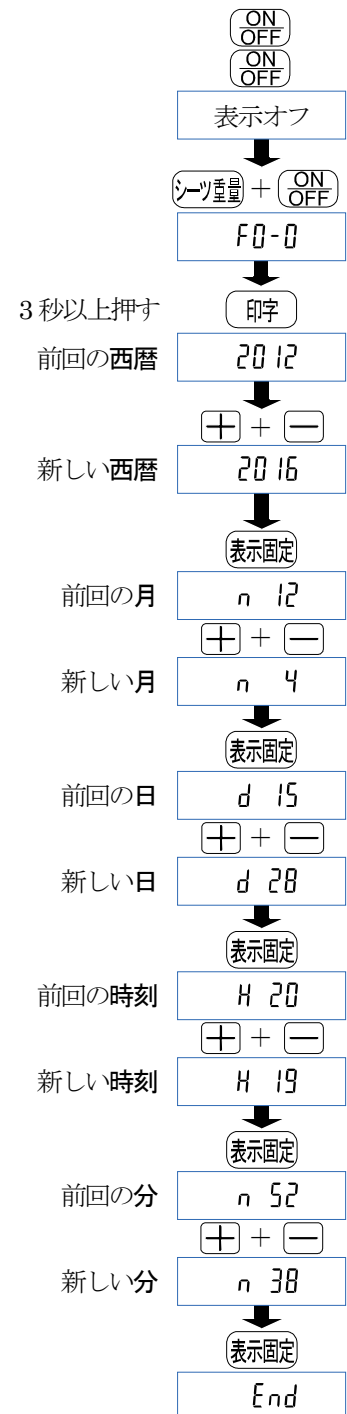 ON
OFF
ON
OFF
表示オフ
シーツ重量 + ON
OFF
F0-0
3秒以上押す 印字
前回の西暦 2012
+ + −
新しい西暦 2016
表示固定
前回の月 n 12
+ + −
新しい月 n 4
表示固定
前回の日 d 15
+ + −
新しい日 d 28
表示固定
前回の時刻 H 20
+ + −
新しい時刻 H 19
表示固定
前回の分 n 52
+ + −
新しい分 n 38
表示固定
End